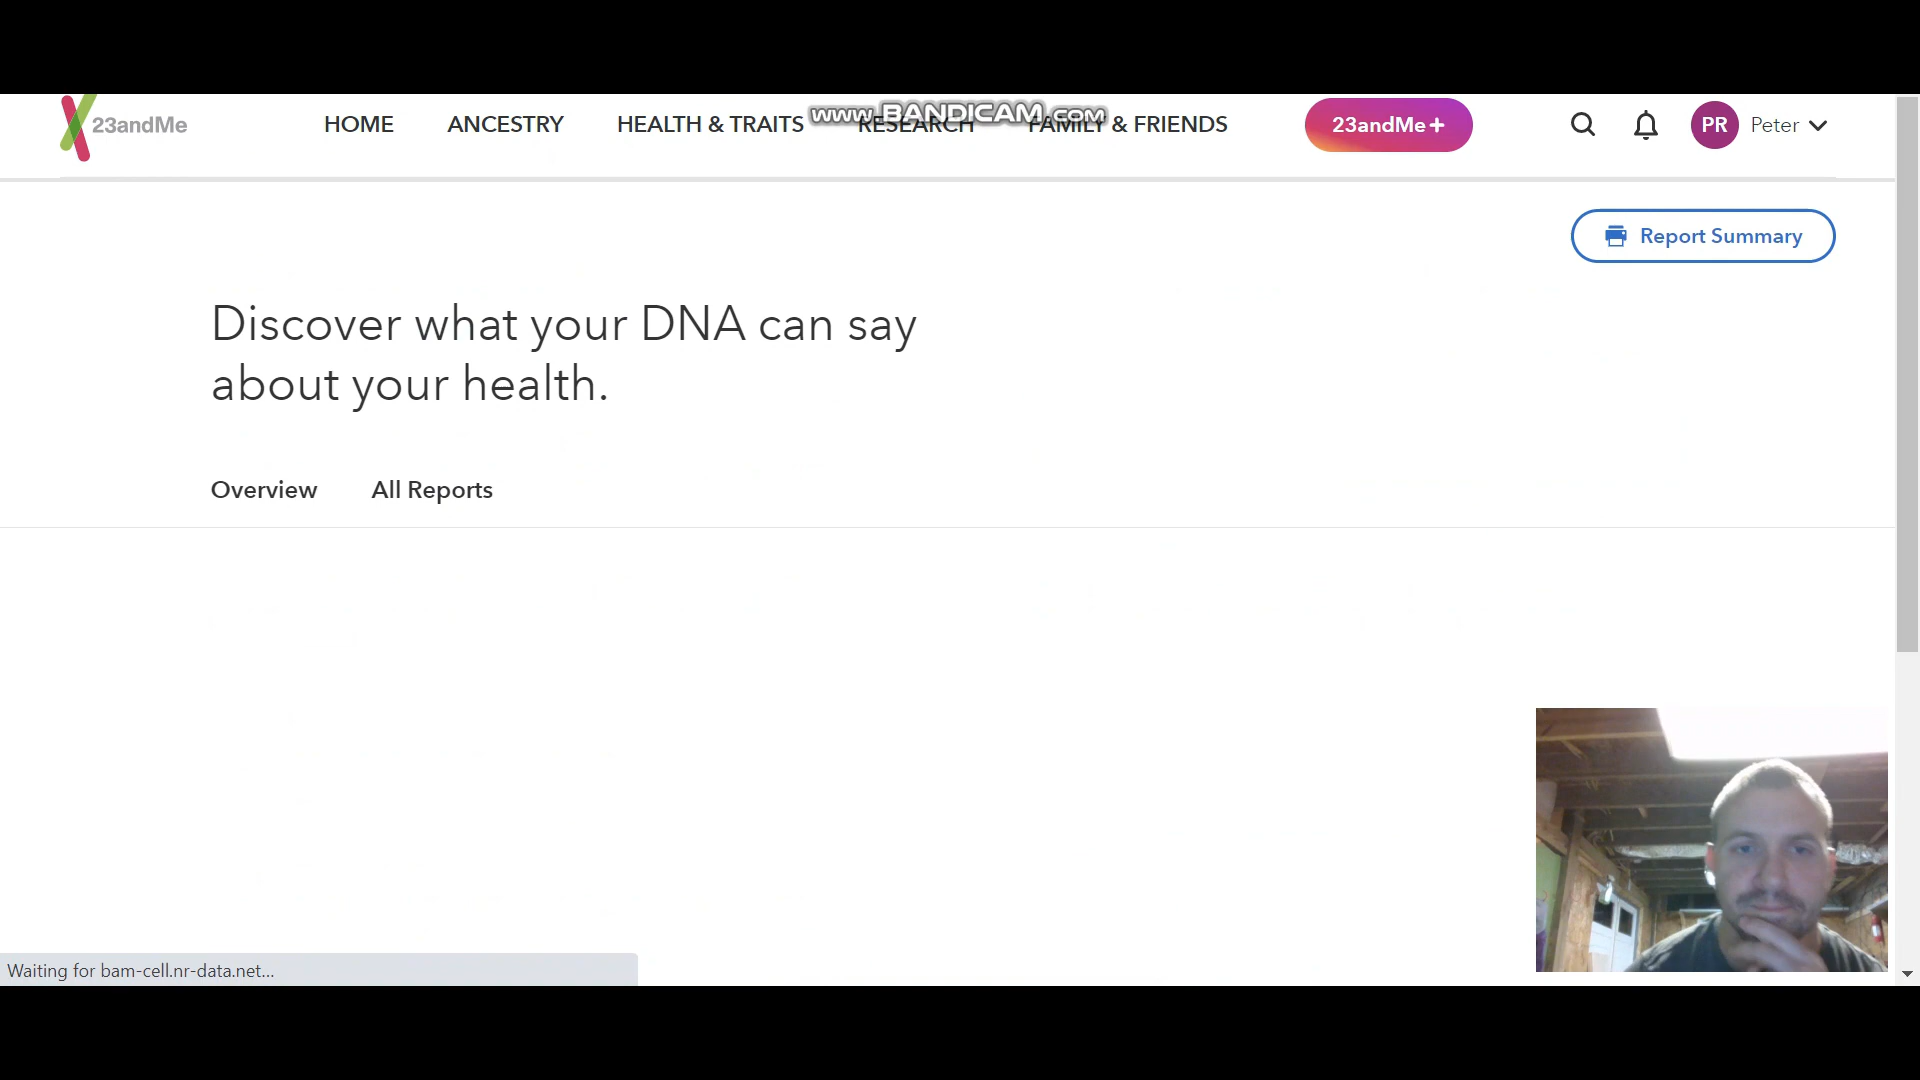 www.BANDICAM.com
23andMe
HOME ANCESTRY HEALTH & TRAITS RESEARCH FAMILY & FRIENDS 23andMe+ PR Peter
Report Summary
Discover what your DNA can say
about your health.
Overview All Reports
Waiting for bam-cell.nr-data.net...